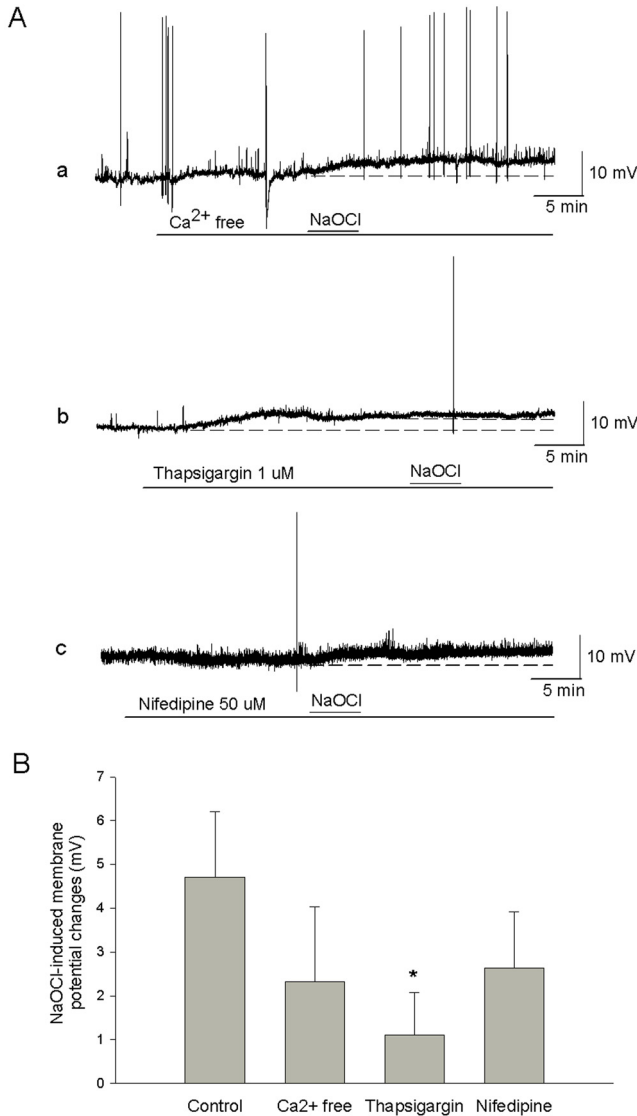 A
a
10 mV
5 min
Ca2+ free
NaOCl
b
10 mV
5 min
Thapsigargin 1 uM
NaOCl
c
10 mV
5 min
Nifedipine 50 uM
NaOCl
B
NaOCl-induced membrane
potential changes (mV)
7
6
5
4
3
2
1
0
*
Control
Ca2+ free
Thapsigargin
Nifedipine